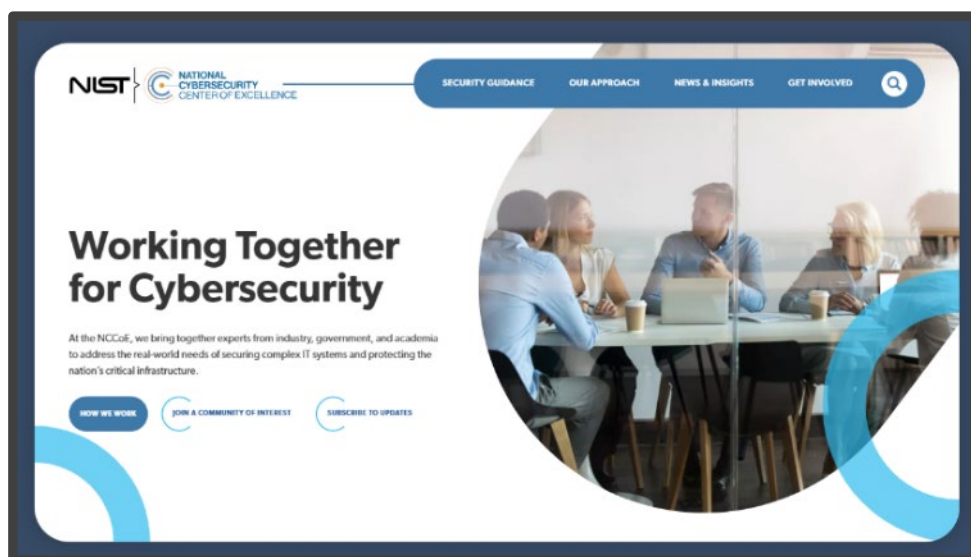 NIST
NATIONAL
CYBERSECURITY
CENTER OF EXCELLENCE
SECURITY GUIDANCE
OUR APPROACH
NEWS & INSIGHTS
GET INVOLVED
Working Together
for Cybersecurity
At the NCCoE, we bring together experts from industry, government, and academia
to address the real-world needs of securing complex IT systems and protecting the
nation's critical infrastructure.
HOW WE WORK
JOIN A COMMUNITY OF INTEREST
SUBSCRIBE TO UPDATES